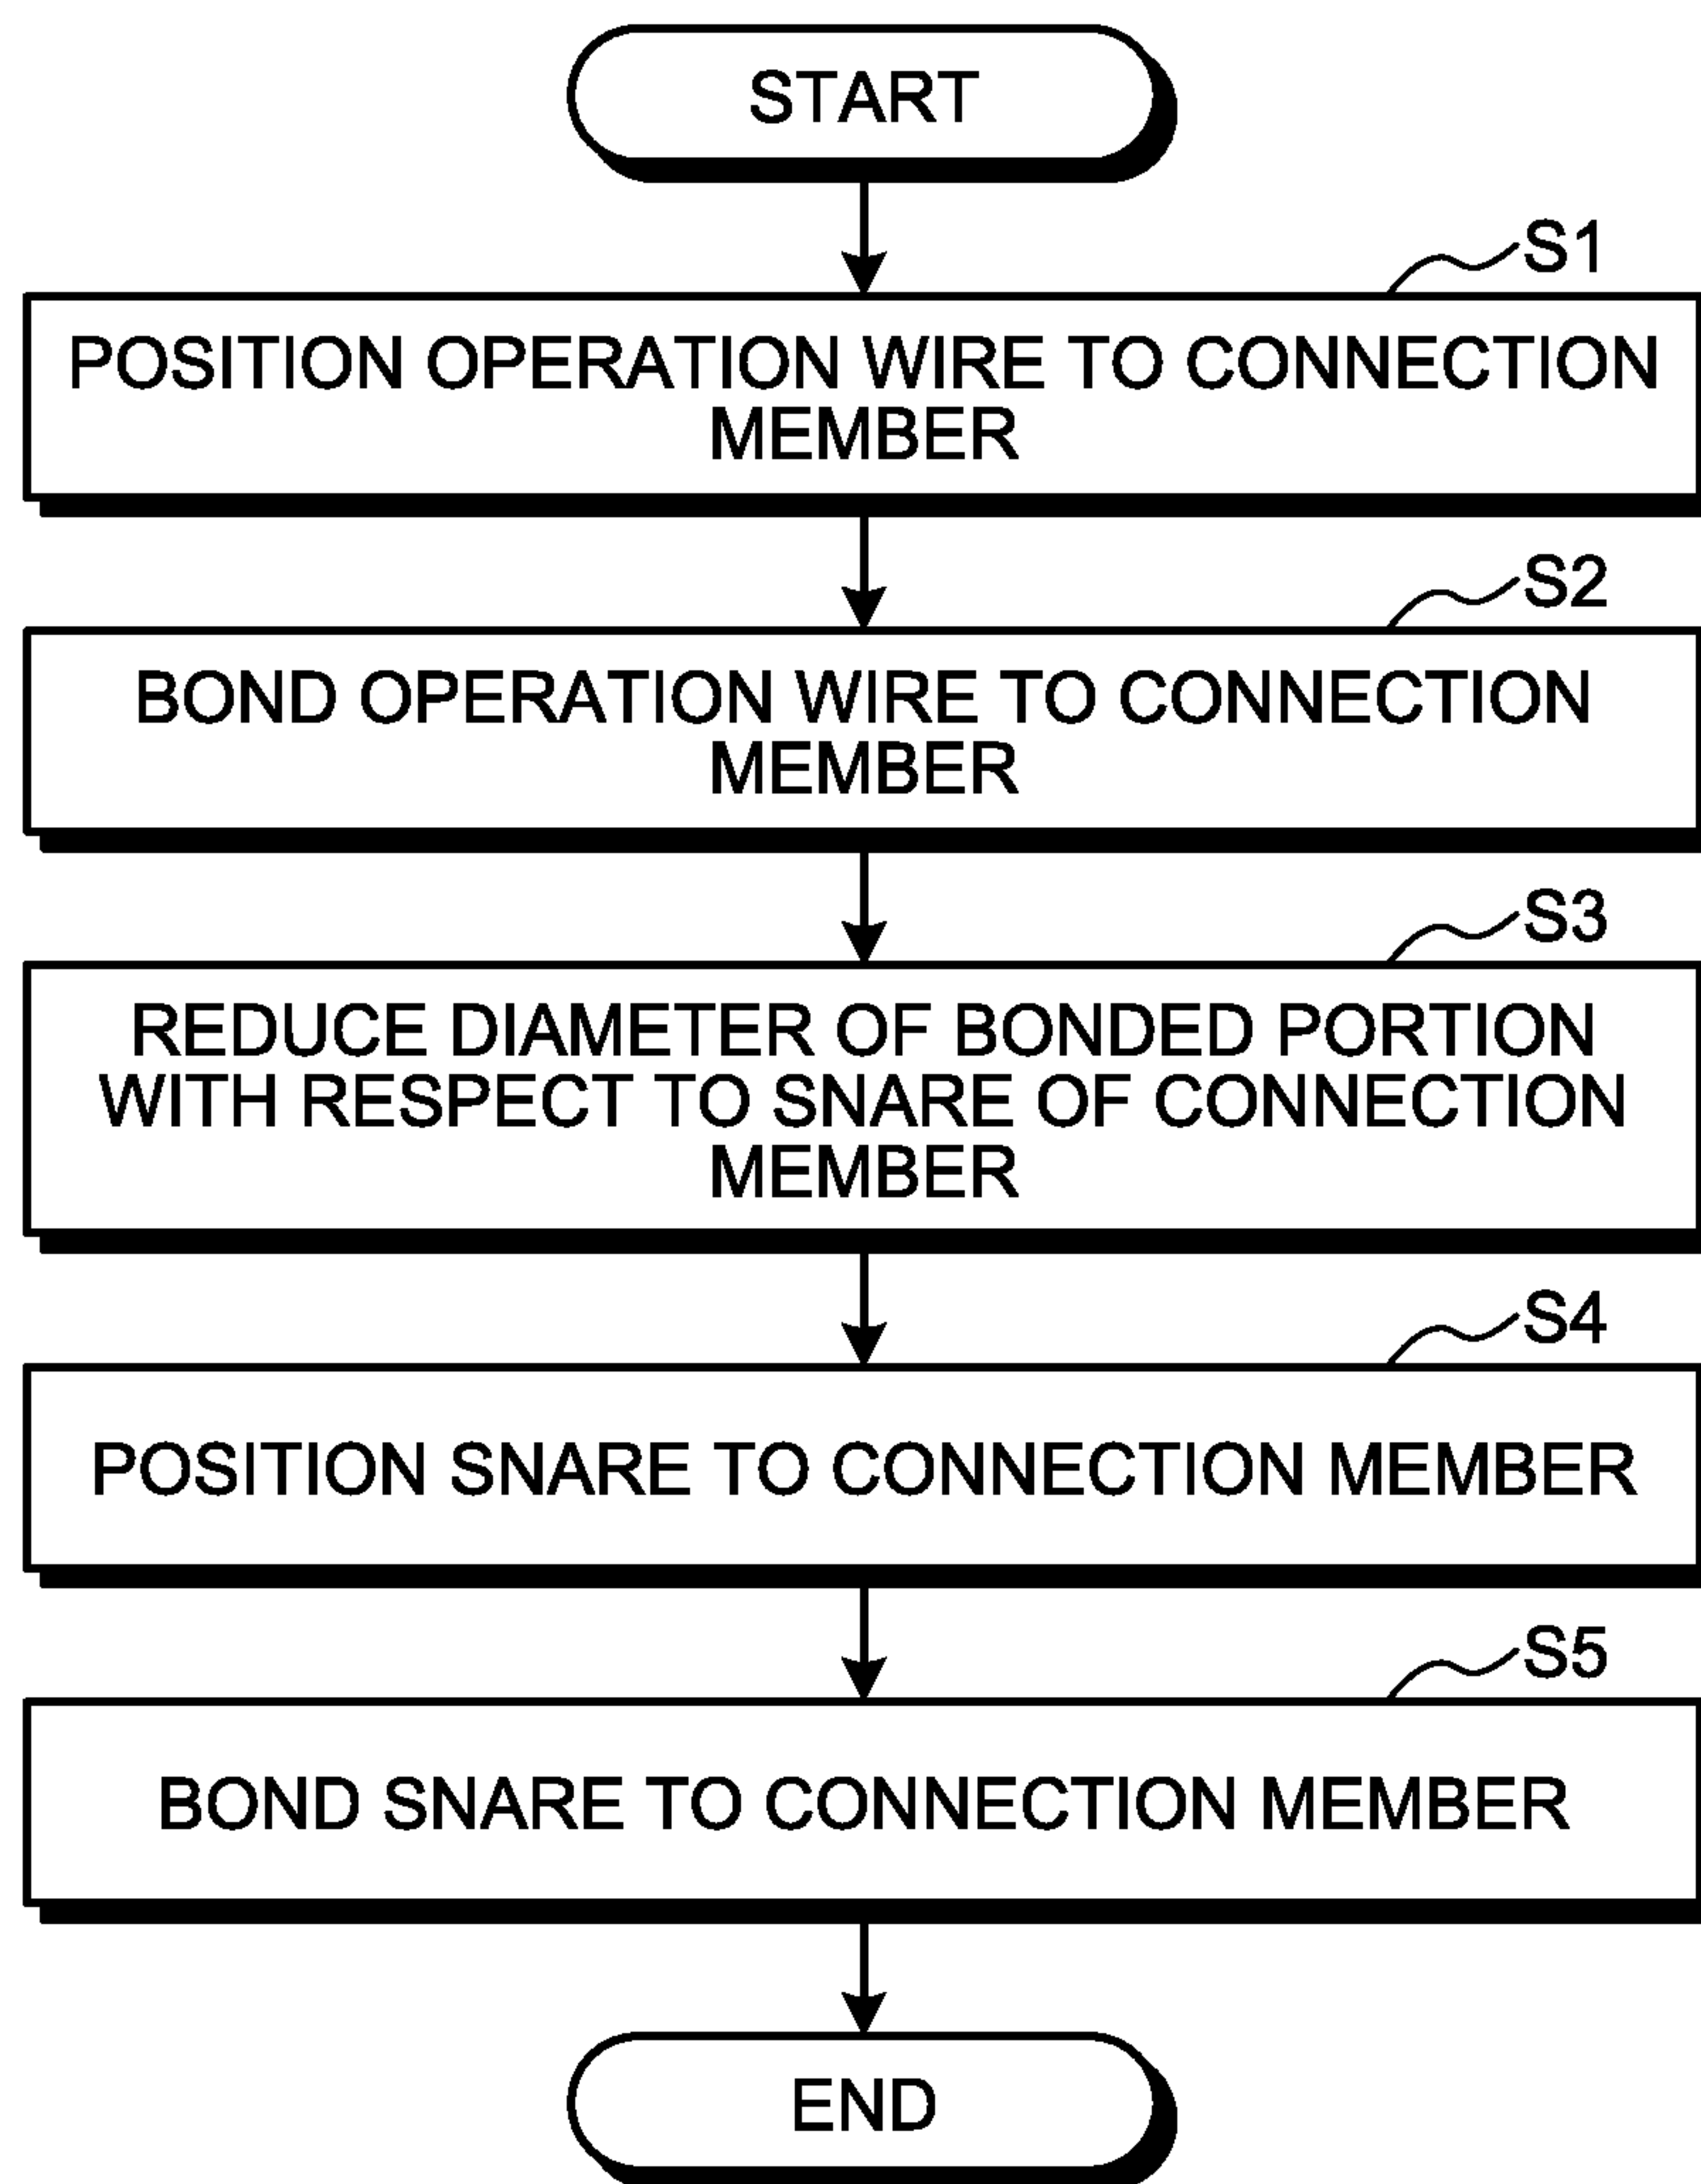 START
S1
POSITION OPERATION WIRE TO CONNECTION
MEMBER
S2
BOND OPERATION WIRE TO CONNECTION
MEMBER
S3
REDUCE DIAMETER OF BONDED PORTION
WITH RESPECT TO SNARE OF CONNECTION
MEMBER
S4
POSITION SNARE TO CONNECTION MEMBER
S5
BOND SNARE TO CONNECTION MEMBER
END